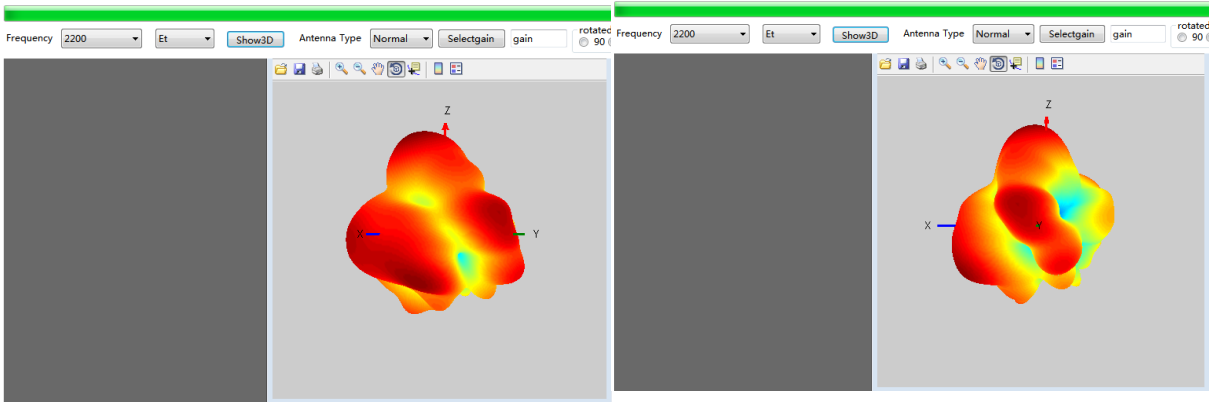 Frequency 2200 Et Show3D Antenna Type Normal Selectgain gain rotated 90
Z
X Y
Frequency 2200 Et Show3D Antenna Type Normal Selectgain gain rotated 90
Z
X Y